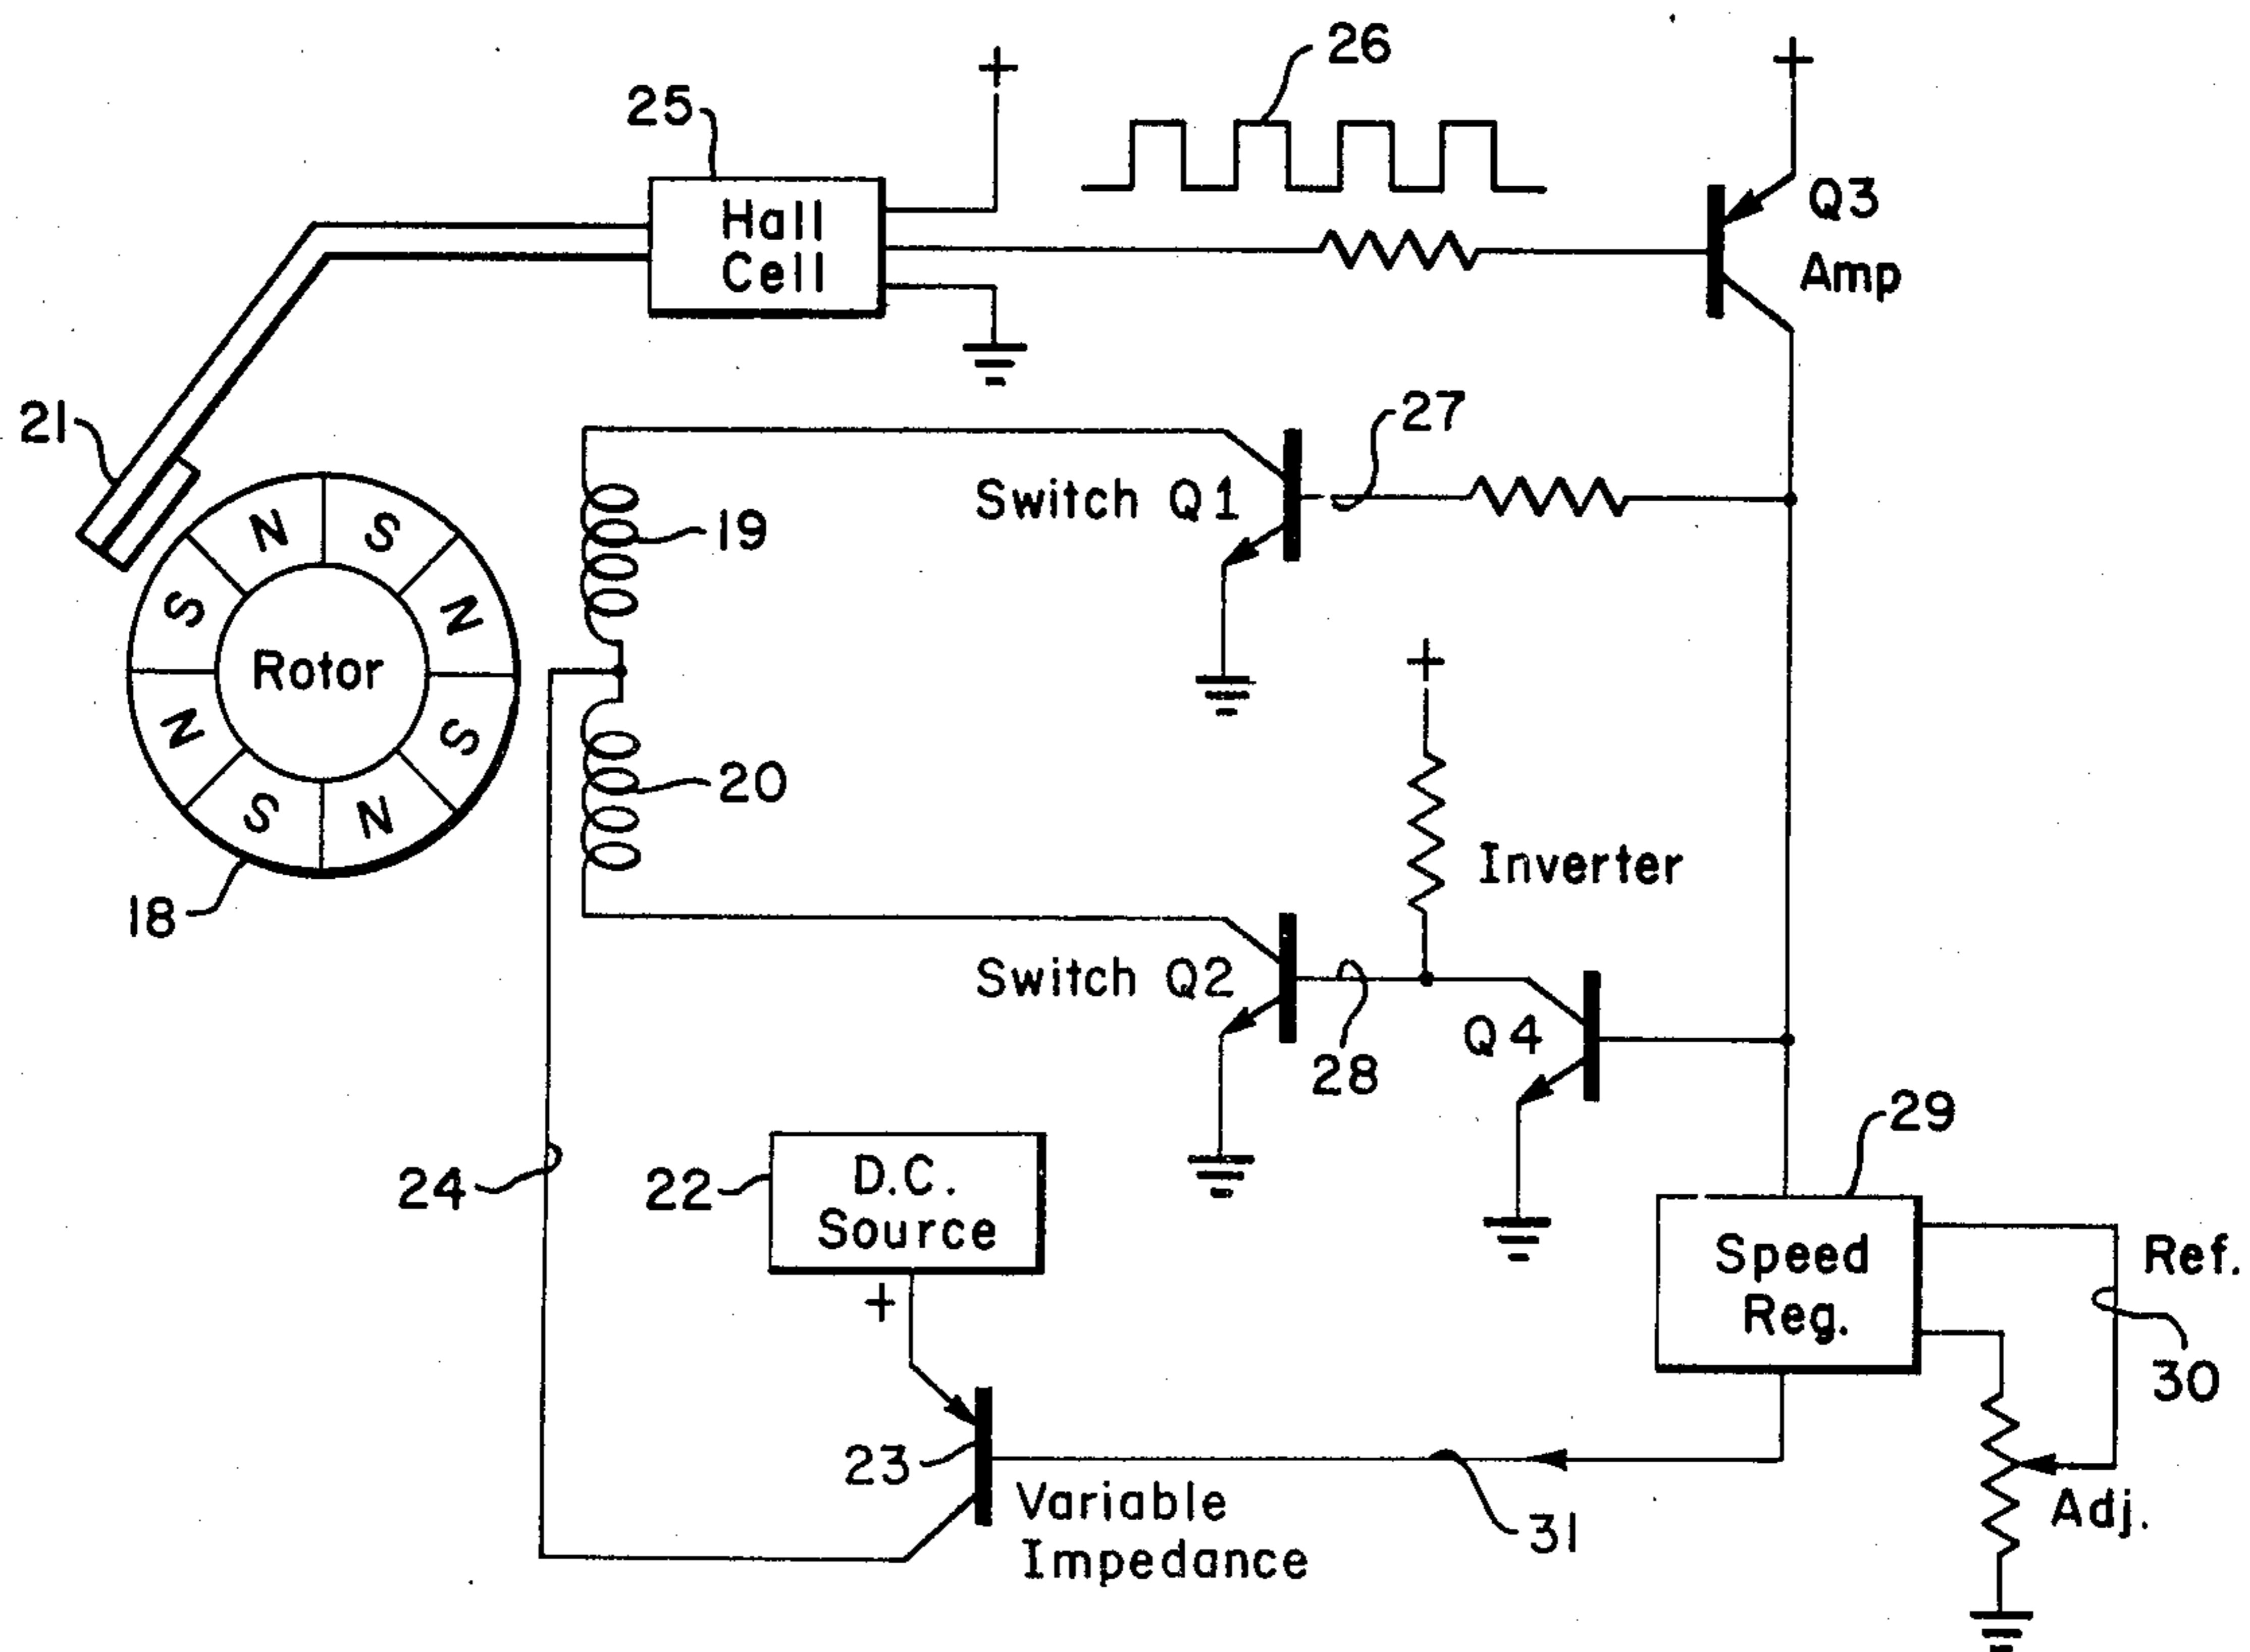 26
+
+
25
Hall
Cell
Q3
Amp
21
27
Switch Q1
19
N
S
S
N
Rotor
N
S
S
N
18
+
20
Inverter
Switch Q2
Q4
28
29
24
22
D.C.
Source
+
Speed
Reg.
Ref.
30
23
Variable
Impedance
31
Adj.